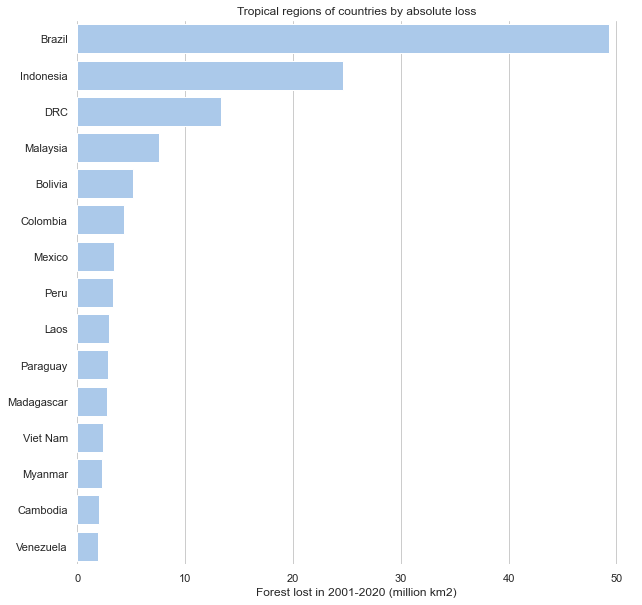 Tropical regions of countries by absolute loss
Brazil
Indonesia
DRC
Malaysia
Bolivia
Colombia
Mexico
Peru
Laos
Paraguay
Madagascar
Viet Nam
Myanmar
Cambodia
Venezuela
0 10 20 30 40 50
Forest lost in 2001-2020 (million km2)